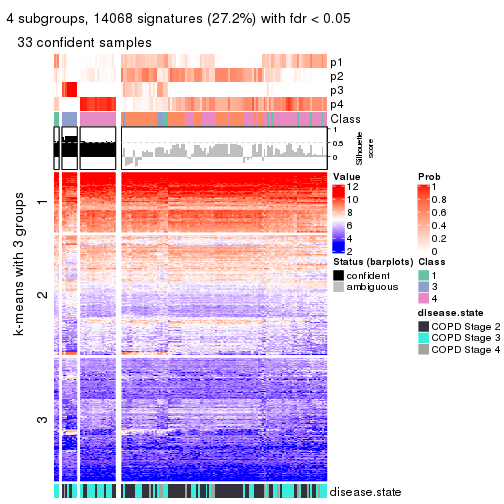 4 subgroups, 14068 signatures (27.2%) with fdr < 0.05
33 confident samples
p1
p2
p3
p4
Class
1
0.5
0
Silhouette
score
k-means with 3 groups
1
2
3
Value
12
10
8
6
4
2
Prob
1
0.8
0.6
0.4
0.2
0
Status (barplots)
confident
ambiguous
Class
1
3
4
disease.state
COPD Stage 2
COPD Stage 3
COPD Stage 4
disease.state